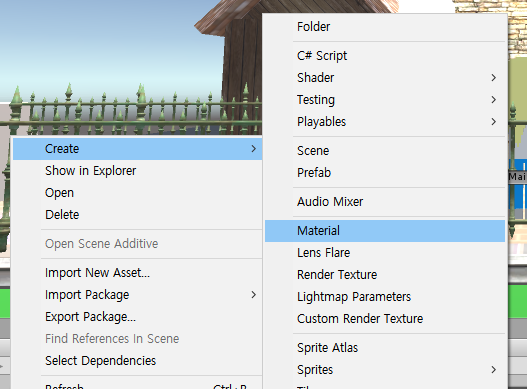 Create
Show in Explorer
Open
Delete
Open Scene Additive
Import New Asset...
Import Package
Export Package...
Find References In Scene
Select Dependencies
Refresh Ctrl+R
Folder
C# Script
Shader
Testing
Playables
Scene
Prefab
Audio Mixer
Material
Lens Flare
Render Texture
Lightmap Parameters
Custom Render Texture
Sprite Atlas
Sprites
Mai